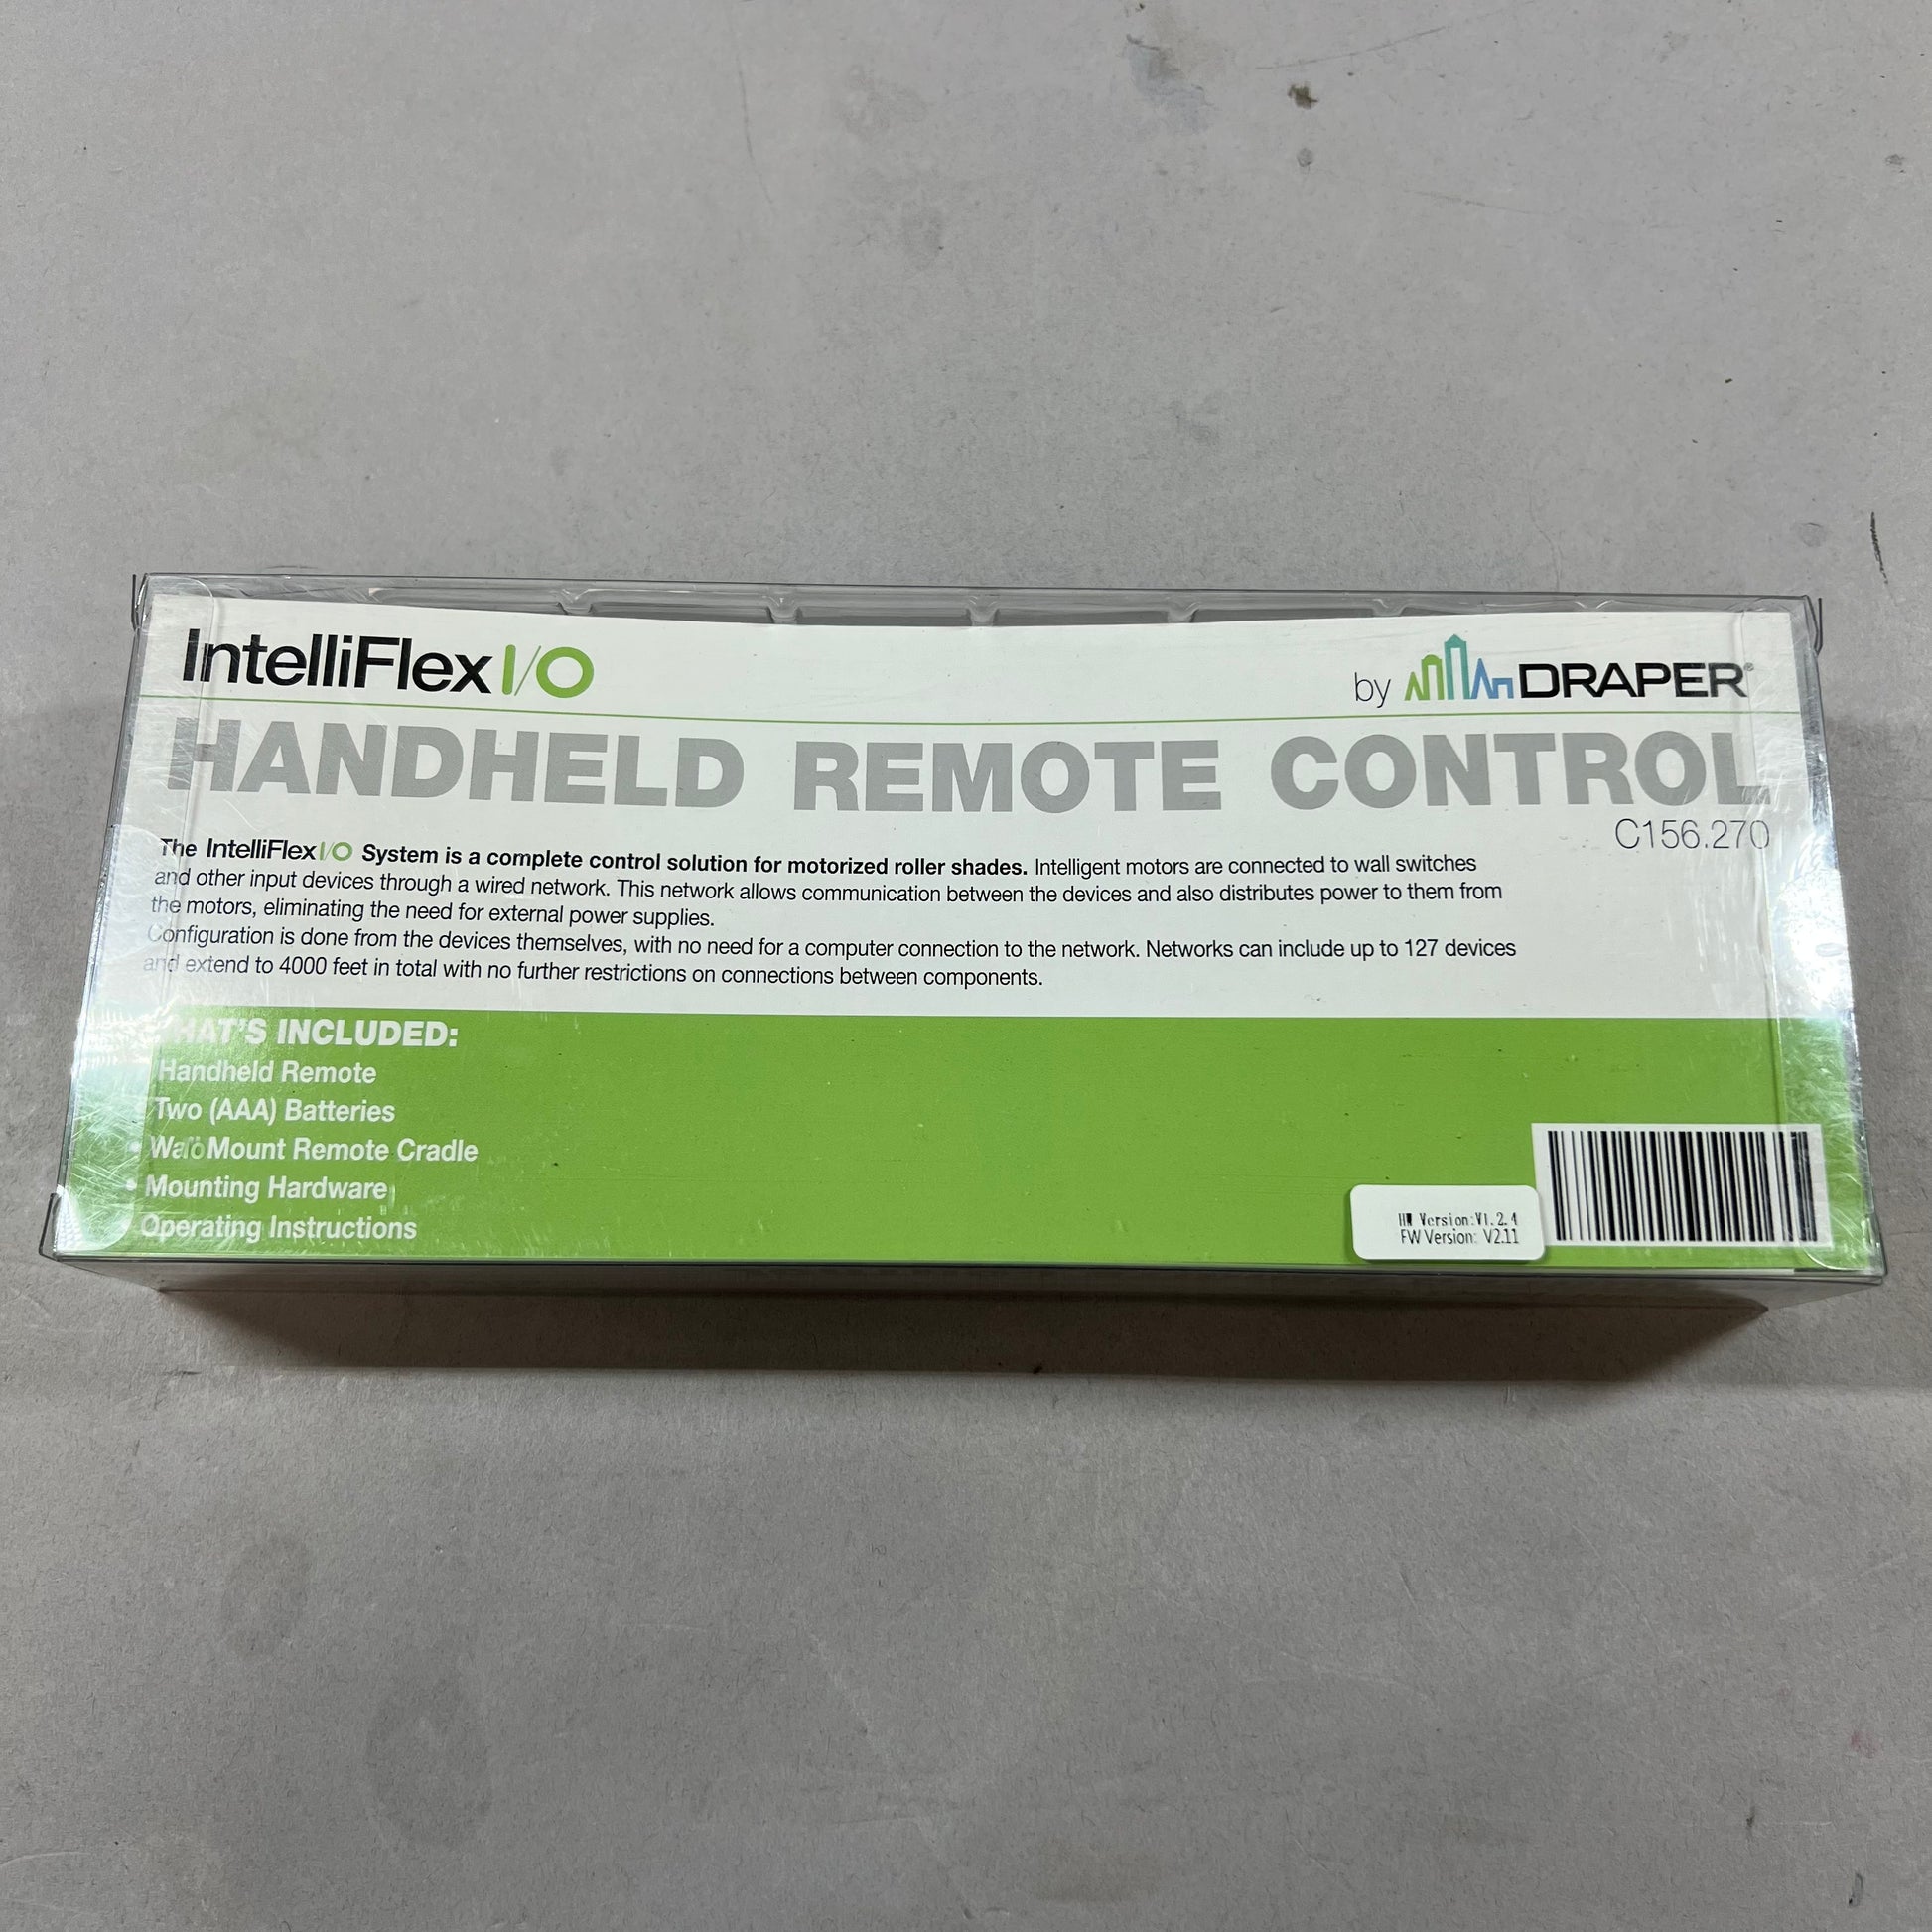 IntelliFlex I/O
by DRAPER®
HANDHELD REMOTE CONTROL
C156.270
The IntelliFlex I/O System is a complete control solution for motorized roller shades. Intelligent motors are connected to wall switches
and other input devices through a wired network. This network allows communication between the devices and also distributes power to them from
the motors, eliminating the need for external power supplies.
Configuration is done from the devices themselves, with no need for a computer connection to the network. Networks can include up to 127 devices
and extend to 4000 feet in total with no further restrictions on connections between components.
WHAT'S INCLUDED:
Handheld Remote
Two (AAA) Batteries
• Wall Mount Remote Cradle
• Mounting Hardware
• Operating Instructions
HW Version:V1.2.4
FW Version: V2.11